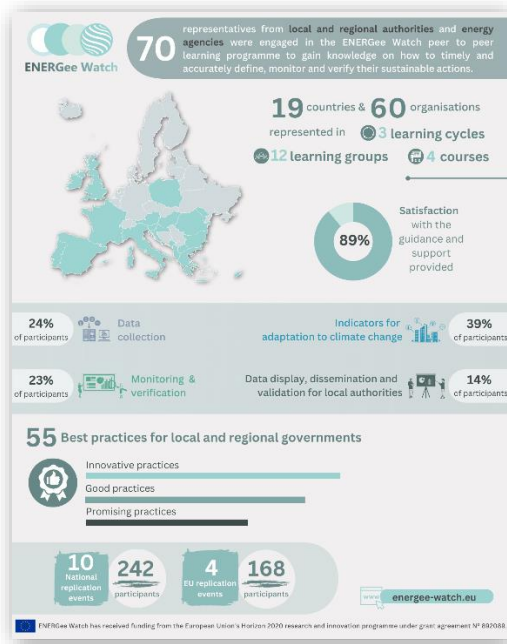 70
representatives from local and regional authorities and energy
agencies were engaged in the ENERGee Watch peer to peer
learning programme to gain knowledge on how to timely and
accurately define, monitor and verify their sustainable actions.
ENERGee Watch
19 countries & 60 organisations
represented in 3 learning cycles
12 learning groups 4 courses
89%
Satisfaction
with the
guidance and
support
provided
24%
of participants
Data
collection
Indicators for
adaptation to climate change
39%
of participants
23%
of participants
Monitoring &
verification
Data display, dissemination and
validation for local authorities
14%
of participants
55 Best practices for local and regional governments
Innovative practices
Good practices
Promising practices
10
National
replication
events
242
participants
4
EU replication
events
168
participants
www
energee-watch.eu
ENERGee Watch has received funding from the European Union's Horizon 2020 research and innovation programme under grant agreement N° 892089.